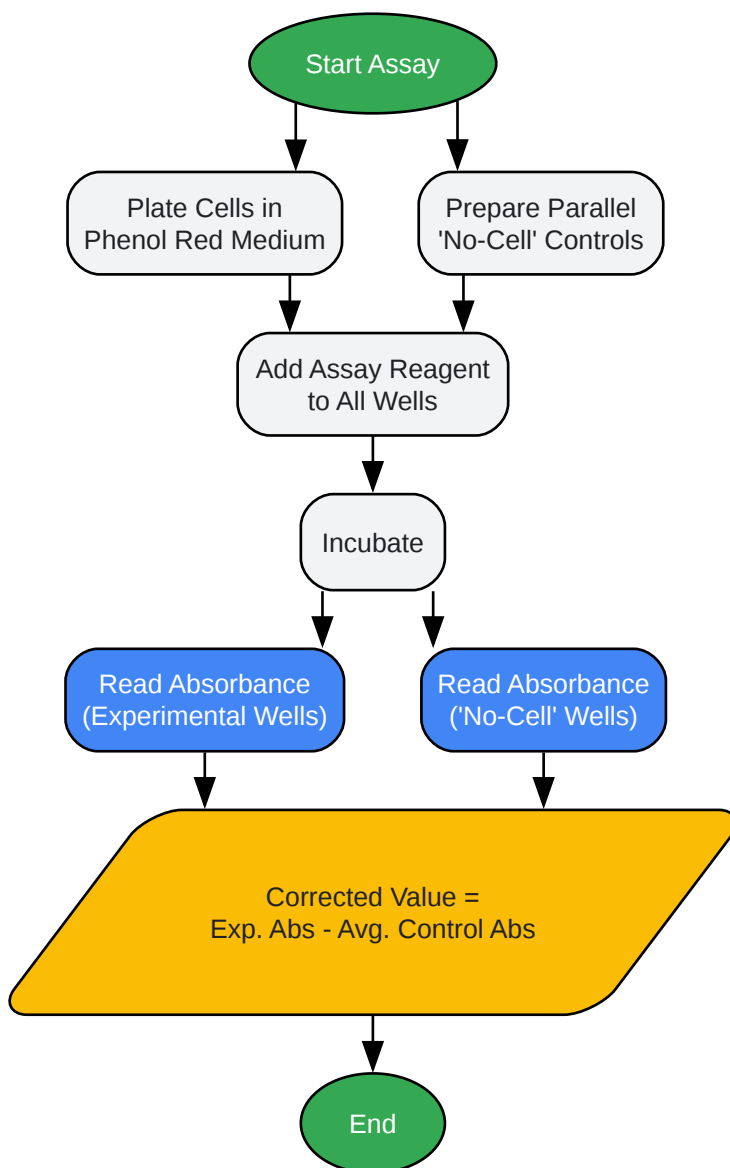 Start Assay
Plate Cells in
Phenol Red Medium
Prepare Parallel
'No-Cell' Controls
Add Assay Reagent
to All Wells
Incubate
Read Absorbance
(Experimental Wells)
Read Absorbance
('No-Cell' Wells)
Corrected Value =
Exp. Abs - Avg. Control Abs
End